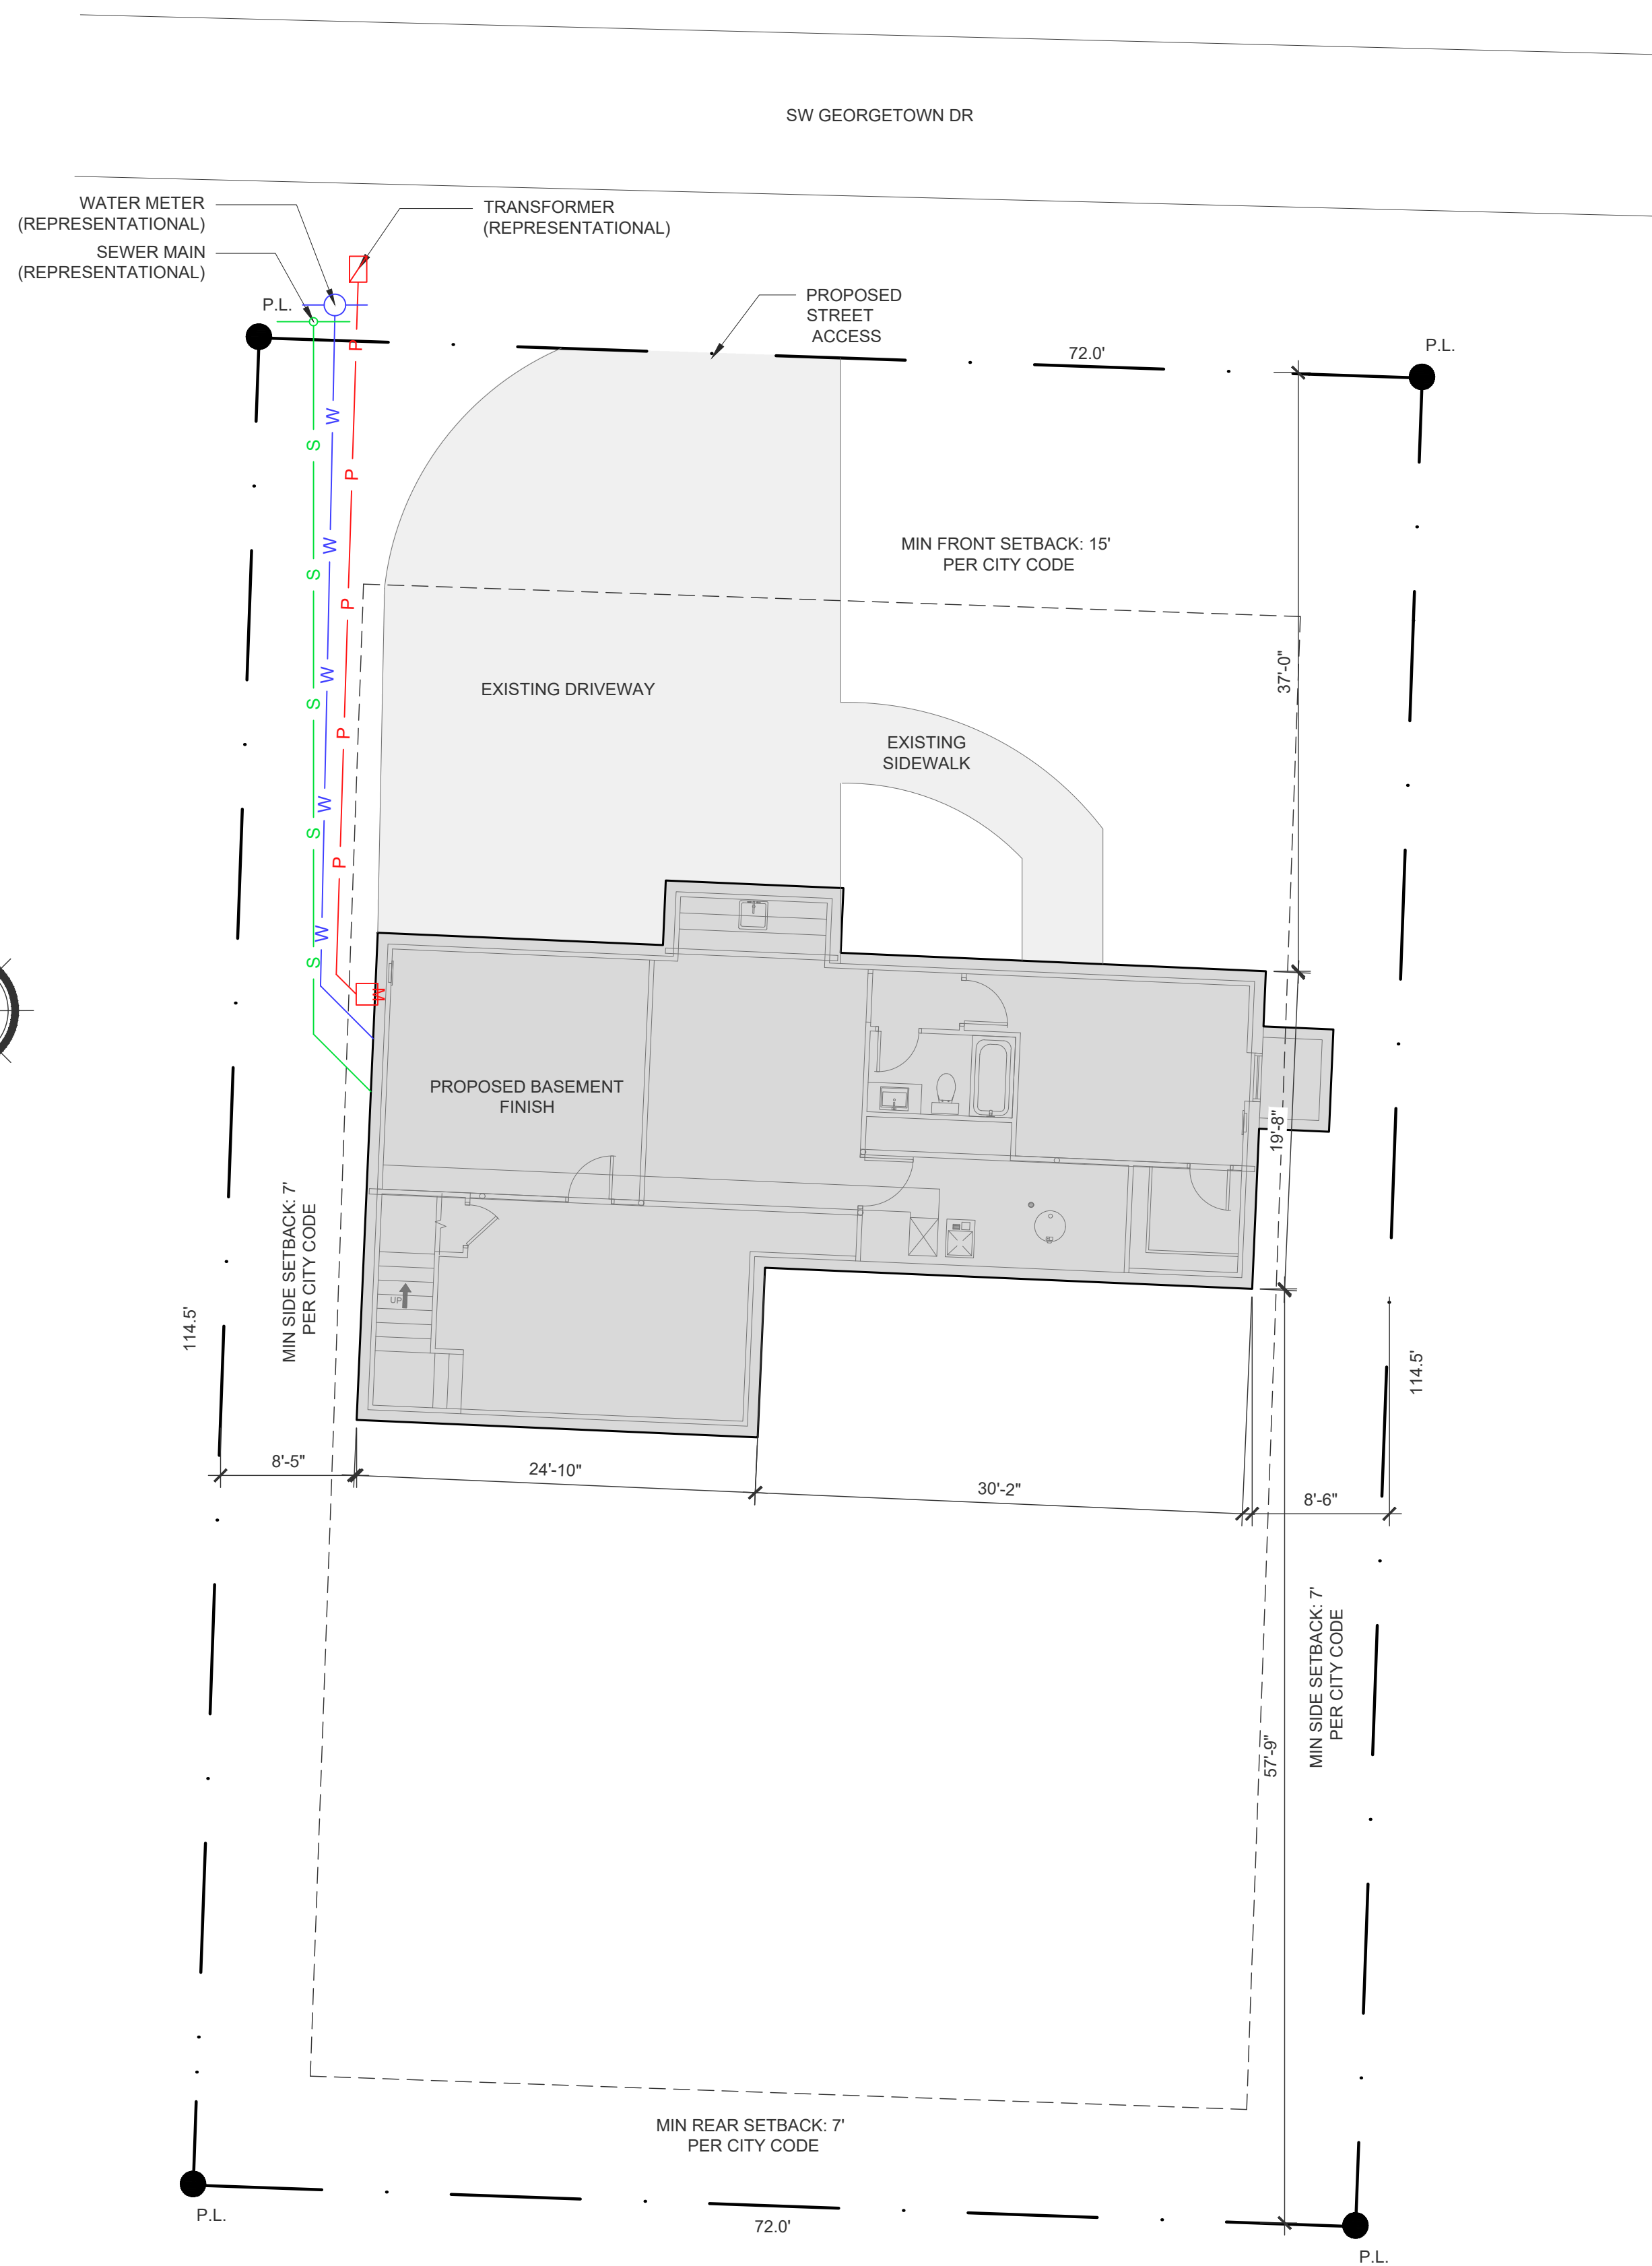 SW GEORGETOWN DR
WATER METER
(REPRESENTATIONAL)
SEWER MAIN
(REPRESENTATIONAL)
TRANSFORMER
(REPRESENTATIONAL)
P.L.
PROPOSED
STREET
ACCESS
72.0'
P.L.
P
W
S
P
MIN FRONT SETBACK: 15'
PER CITY CODE
W
S
P
37'-0"
W
EXISTING DRIVEWAY
S
P
EXISTING
SIDEWALK
W
S
P
W
S
M
PROPOSED BASEMENT
FINISH
19'-8"
MIN SIDE SETBACK: 7'
PER CITY CODE
UP
114.5'
114.5'
8'-5"
24'-10"
30'-2"
8'-6"
MIN SIDE SETBACK: 7'
PER CITY CODE
57'-9"
MIN REAR SETBACK: 7'
PER CITY CODE
P.L.
72.0'
P.L.